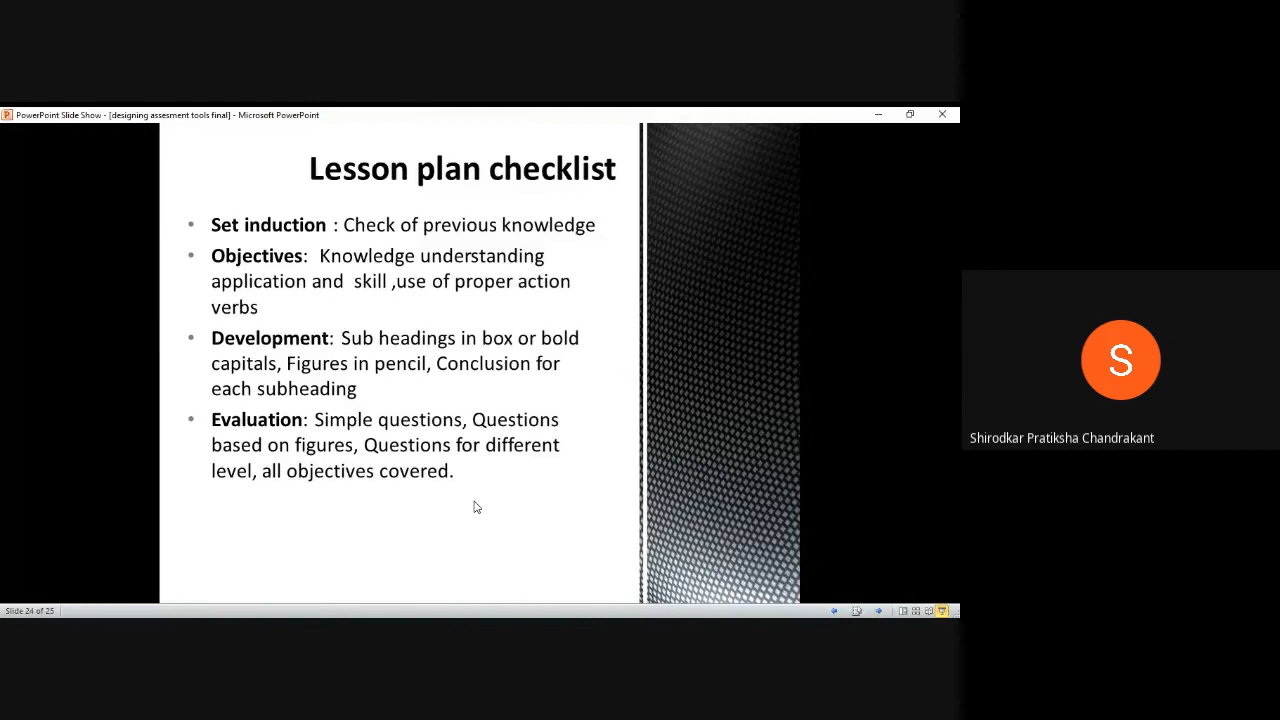 PowerPoint Slide Show - [designing assesment tools final] - Microsoft PowerPoint
Lesson plan checklist
• Set induction : Check of previous knowledge
• Objectives: Knowledge understanding
application and skill ,use of proper action
verbs
• Development: Sub headings in box or bold
capitals, Figures in pencil, Conclusion for
each subheading
• Evaluation: Simple questions, Questions
based on figures, Questions for different
level, all objectives covered.
Slide 24 of 25
S
Shirodkar Pratiksha Chandrakant